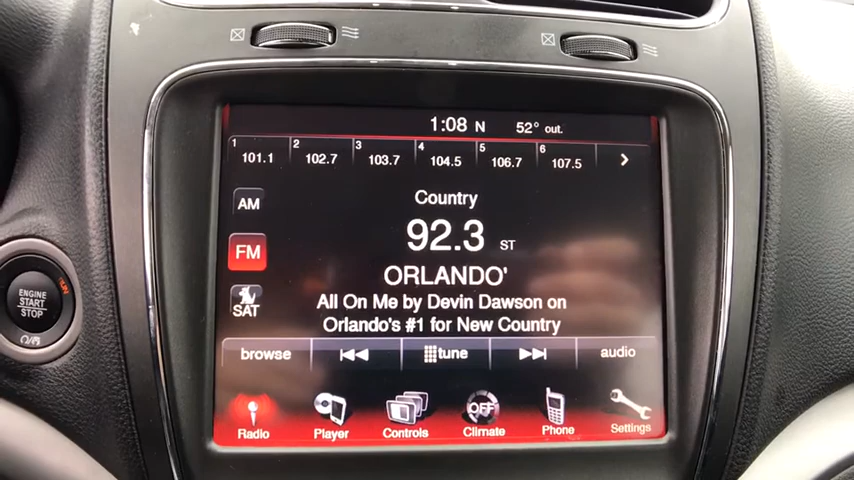 1:08 N 52° out.
1 2 3 4 5 6
101.1 102.7 103.7 104.5 106.7 107.5
AM
Country
92.3 ST
FM
ORLANDO'
All On Me by Devin Dawson on
Orlando's #1 for New Country
SAT
ENGINE
START
STOP
RUN
browse tune audio
OFF
Radio Player Controls Climate Phone Settings